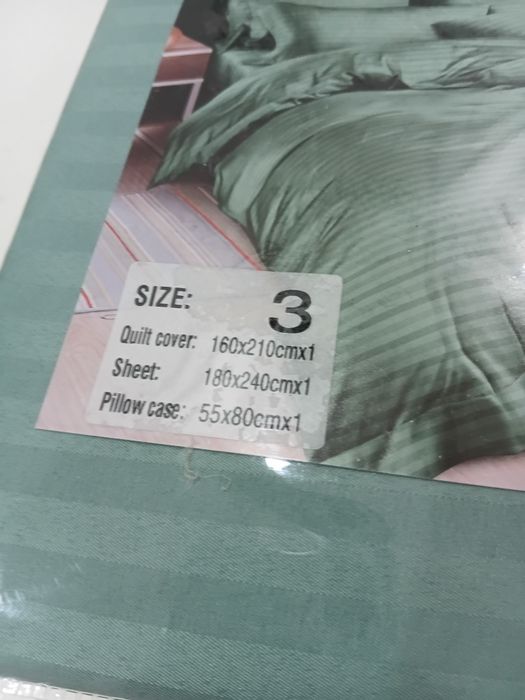 SIZE: 3
Quilt cover: 160x210cmx1
Sheet: 180x240cmx1
Pillow case: 55x80cmx1